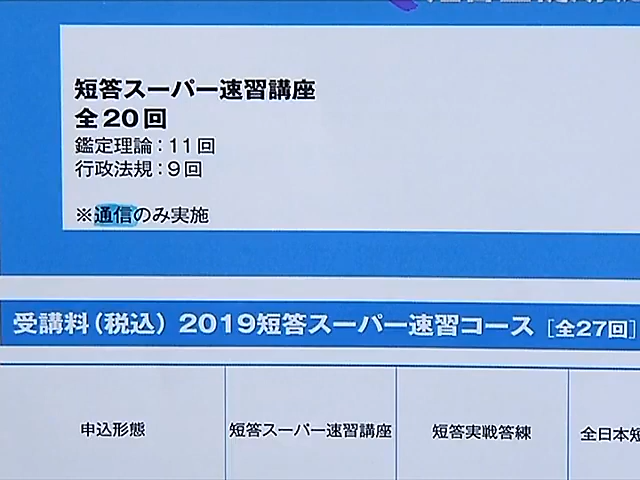 短答スーパー速習講座
全20回
鑑定理論：11回
行政法規：9回
※通信のみ実施
受講料（税込） 2019短答スーパー速習コース [全27回]
申込形態 短答スーパー速習講座 短答実戦答練 全日本短